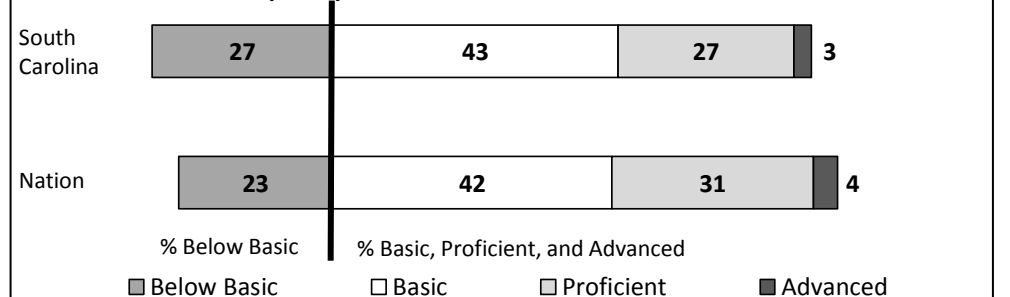 South
Carolina
27 43 27 3
Nation
23 42 31 4
% Below Basic % Basic, Proficient, and Advanced
Below Basic Basic Proficient Advanced